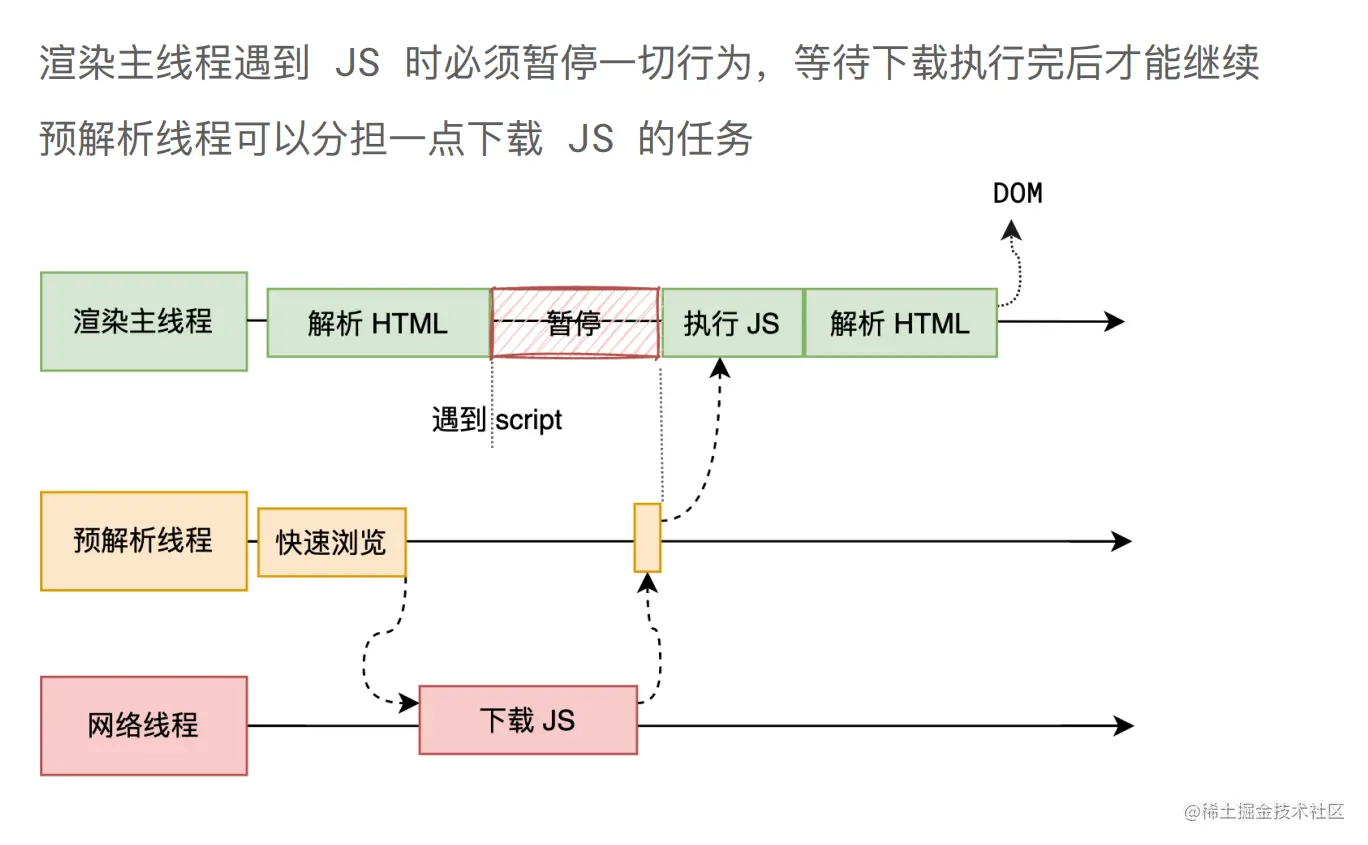 渲染主线程遇到 JS 时必须暂停一切行为，等待下载执行完后才能继续
预解析线程可以分担一点下载 JS 的任务
DOM
渲染主线程
解析 HTML
暂停
执行 JS
解析 HTML
遇到 script
预解析线程
快速浏览
网络线程
下载 JS
@稀土掘金技术社区